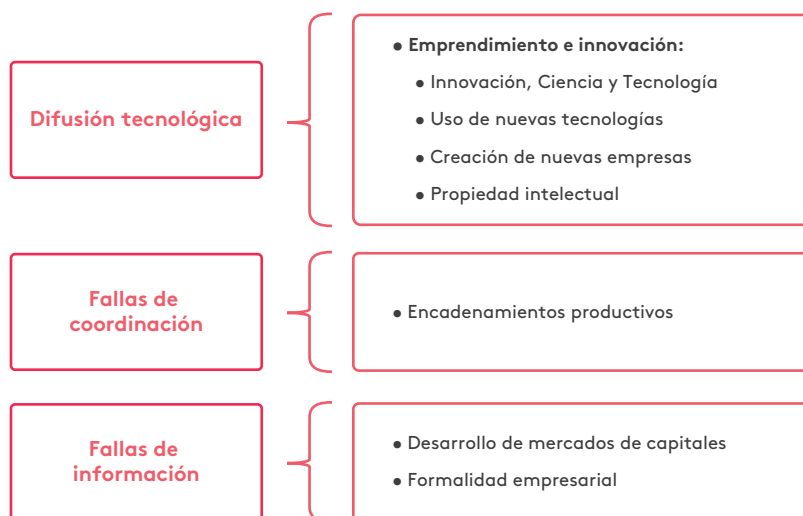 Difusión tecnológica
• Emprendimiento e innovación:
• Innovación, Ciencia y Tecnología
• Uso de nuevas tecnologías
• Creación de nuevas empresas
• Propiedad intelectual
Fallas de
coordinación
• Encadenamientos productivos
Fallas de
información
• Desarrollo de mercados de capitales
• Formalidad empresarial